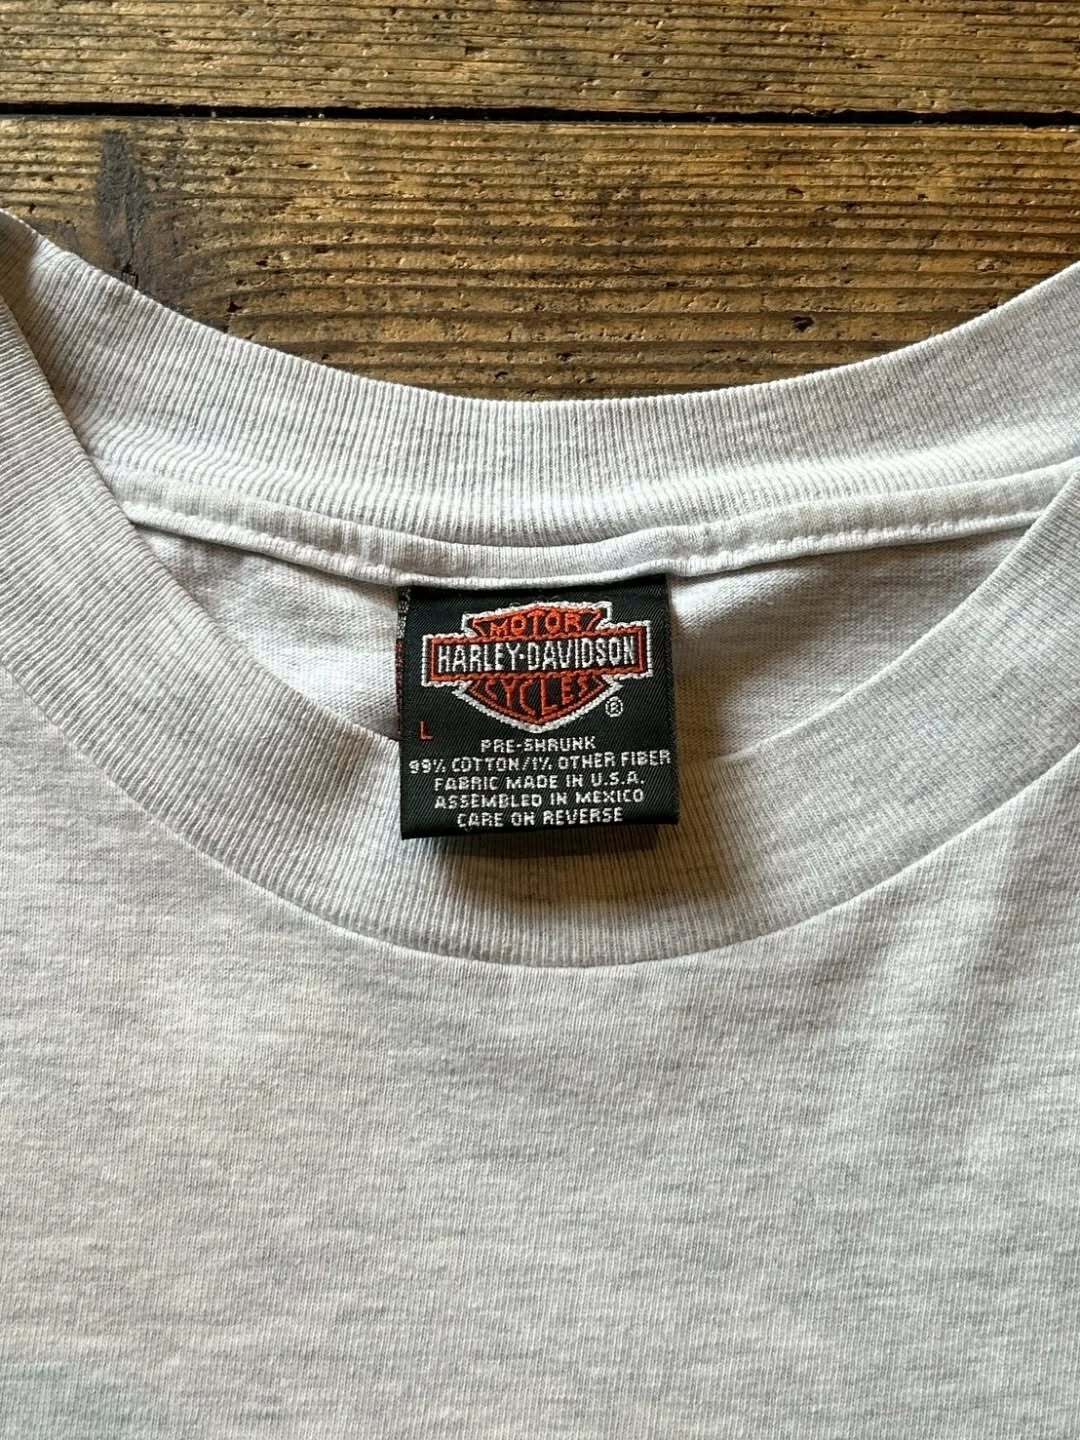 MOTOR
HARLEY-DAVIDSON
CYCLES
®
L
PRE-SHRUNK
99% COTTON/1% OTHER FIBER
FABRIC MADE IN U.S.A.
ASSEMBLED IN MEXICO
CARE ON REVERSE